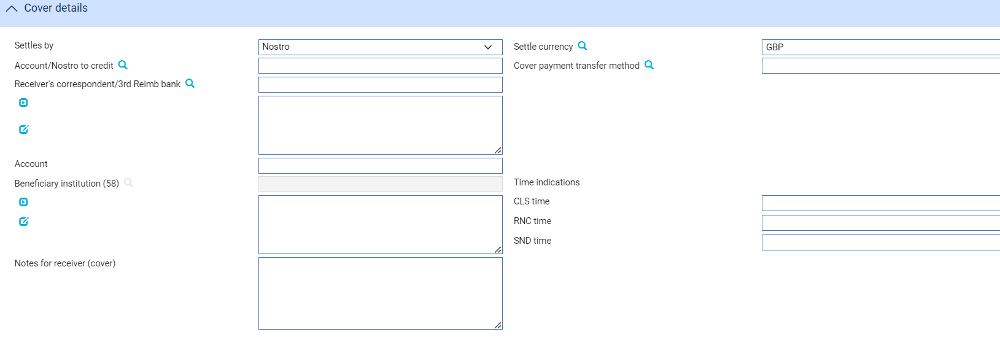 Cover details
Settles by
Nostro
Settle currency
GBP
Account/Nostro to credit
Cover payment transfer method
Receiver's correspondent/3rd Reimb bank
Account
Beneficiary institution (58)
Time indications
CLS time
RNC time
SND time
Notes for receiver (cover)